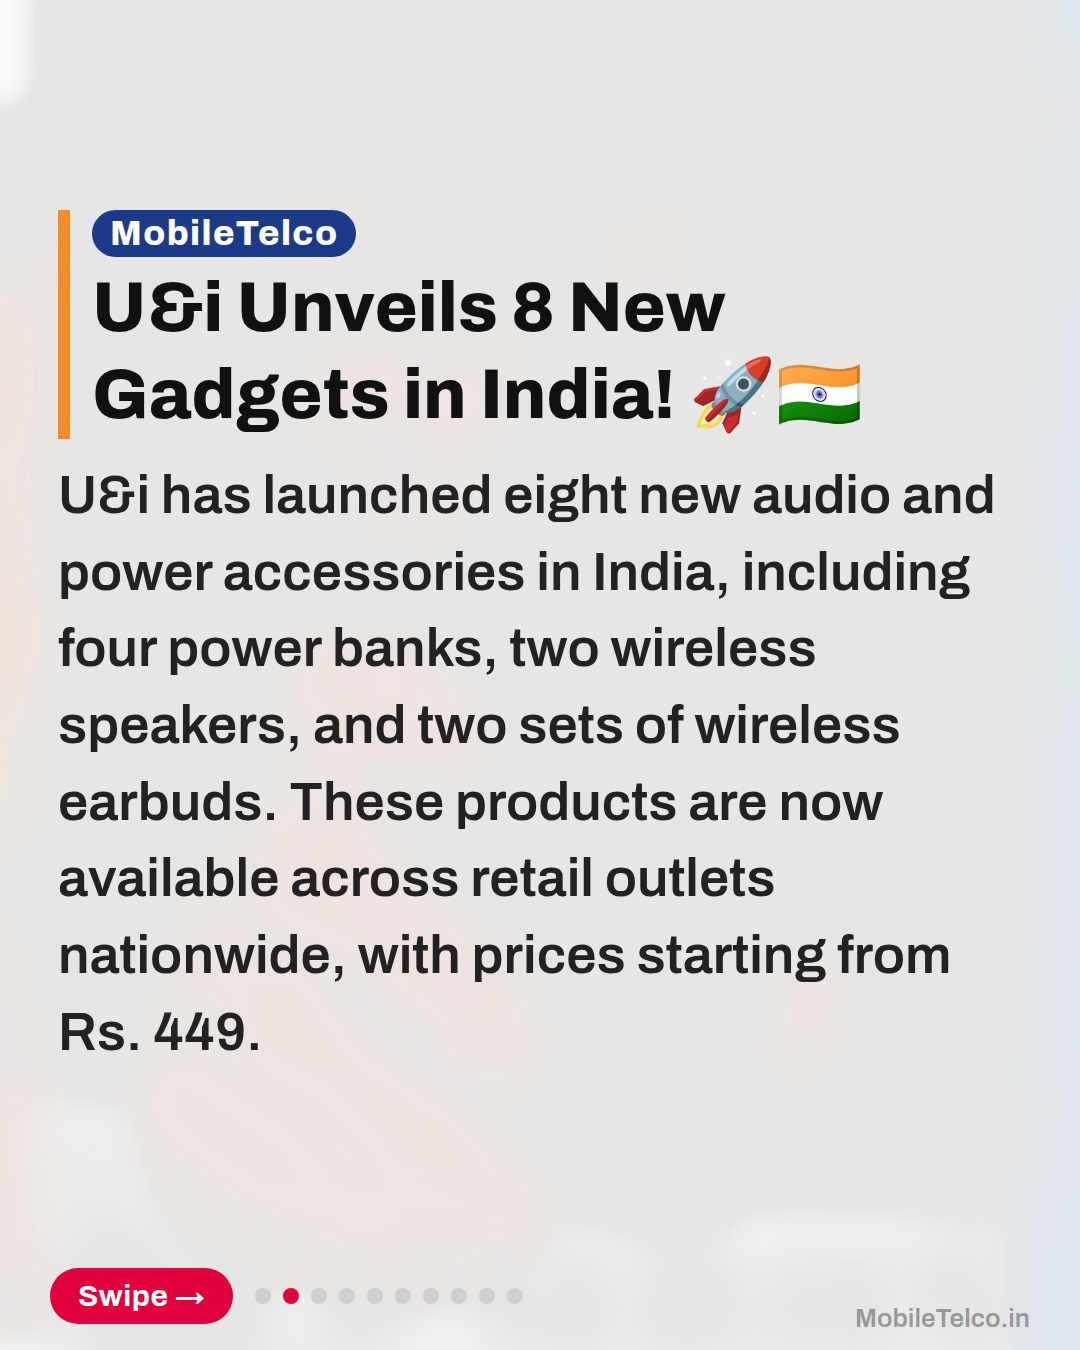 MobileTelco
U&i Unveils 8 New
Gadgets in India! 🚀🇮🇳
U&i has launched eight new audio and
power accessories in India, including
four power banks, two wireless
speakers, and two sets of wireless
earbuds. These products are now
available across retail outlets
nationwide, with prices starting from
Rs. 449.
Swipe →
MobileTelco.in